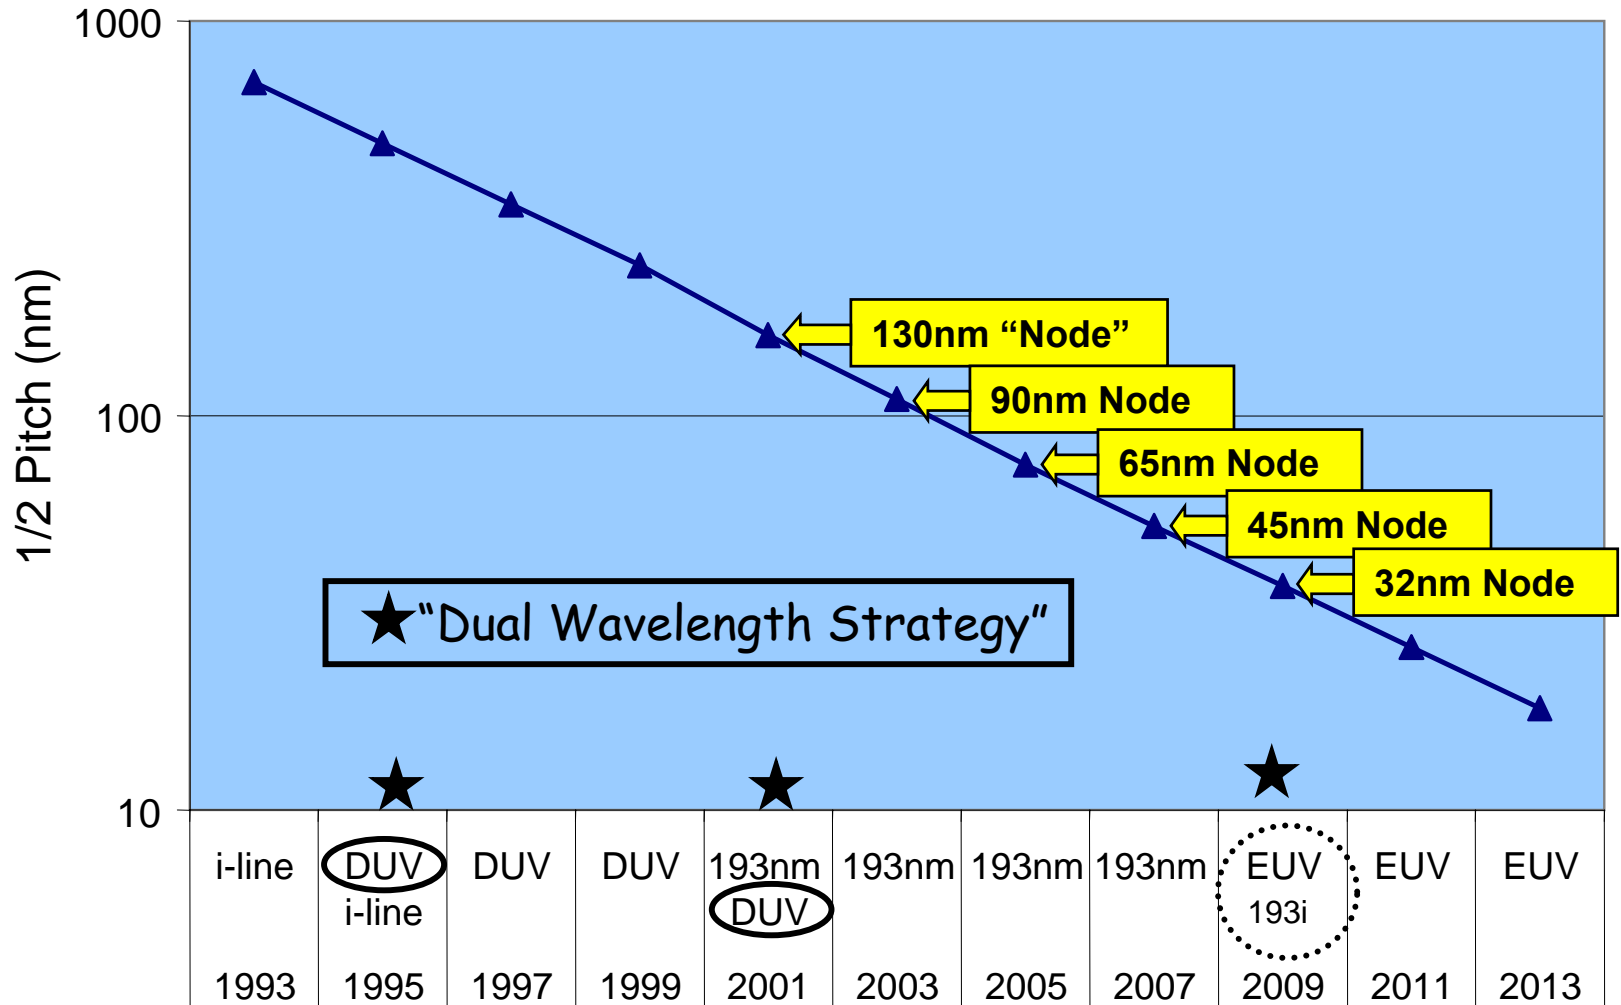 1000
100
10
1/2 Pitch (nm)
130nm “Node”
90nm Node
65nm Node
45nm Node
32nm Node
“Dual Wavelength Strategy”
i-line DUV DUV DUV 193nm 193nm 193nm 193nm EUV EUV EUV
i-line DUV 193i
1993 1995 1997 1999 2001 2003 2005 2007 2009 2011 2013